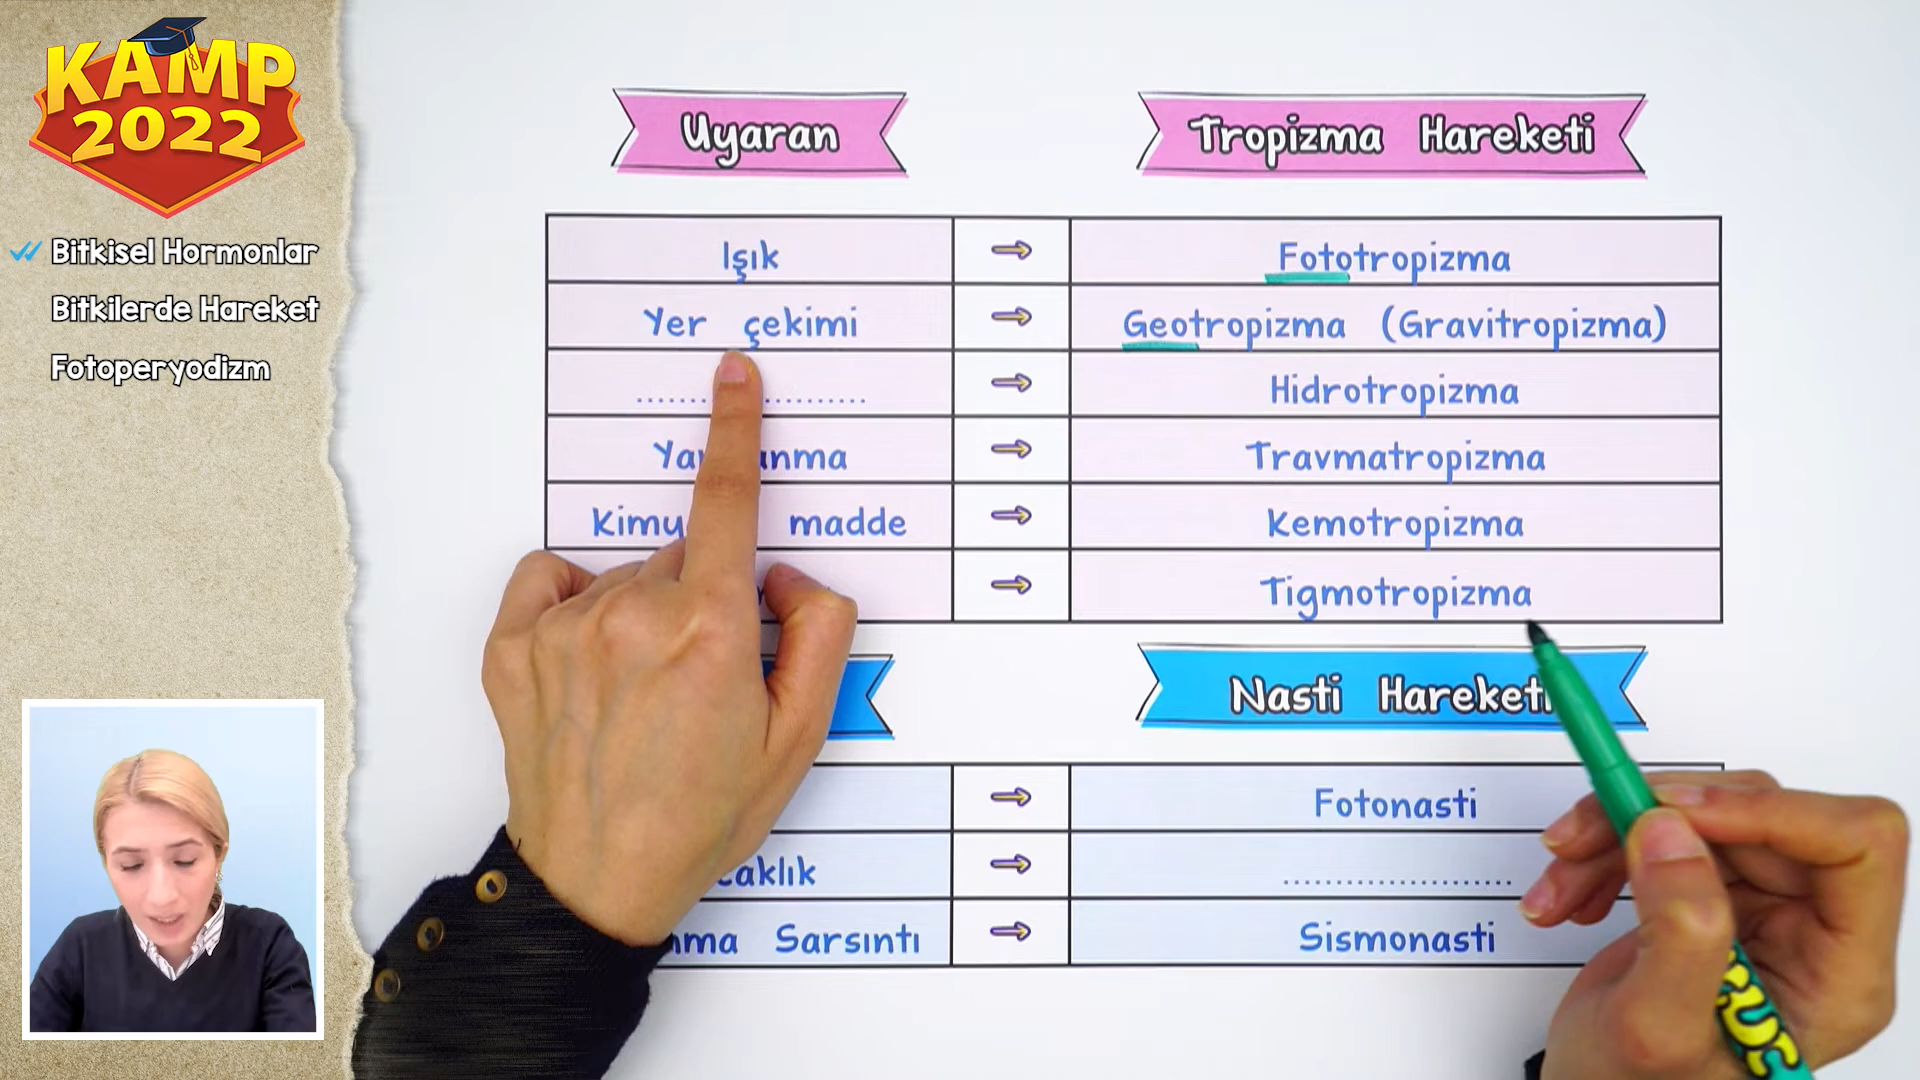 KAMP
2022
Bitkisel Hormonlar
Bitkilerde Hareket
Fotoperyodizm
Uyaran Tropizma Hareketi
Işık → Fototropizma
Yer çekimi → Geotropizma (Gravitropizma)
.................... → Hidrotropizma
→ Travmatropizma
madde → Kemotropizma
→ Tigmotropizma
Nasti Hareketi
→ Fotonasti
→ ....................
Sarsıntı → Sismonasti